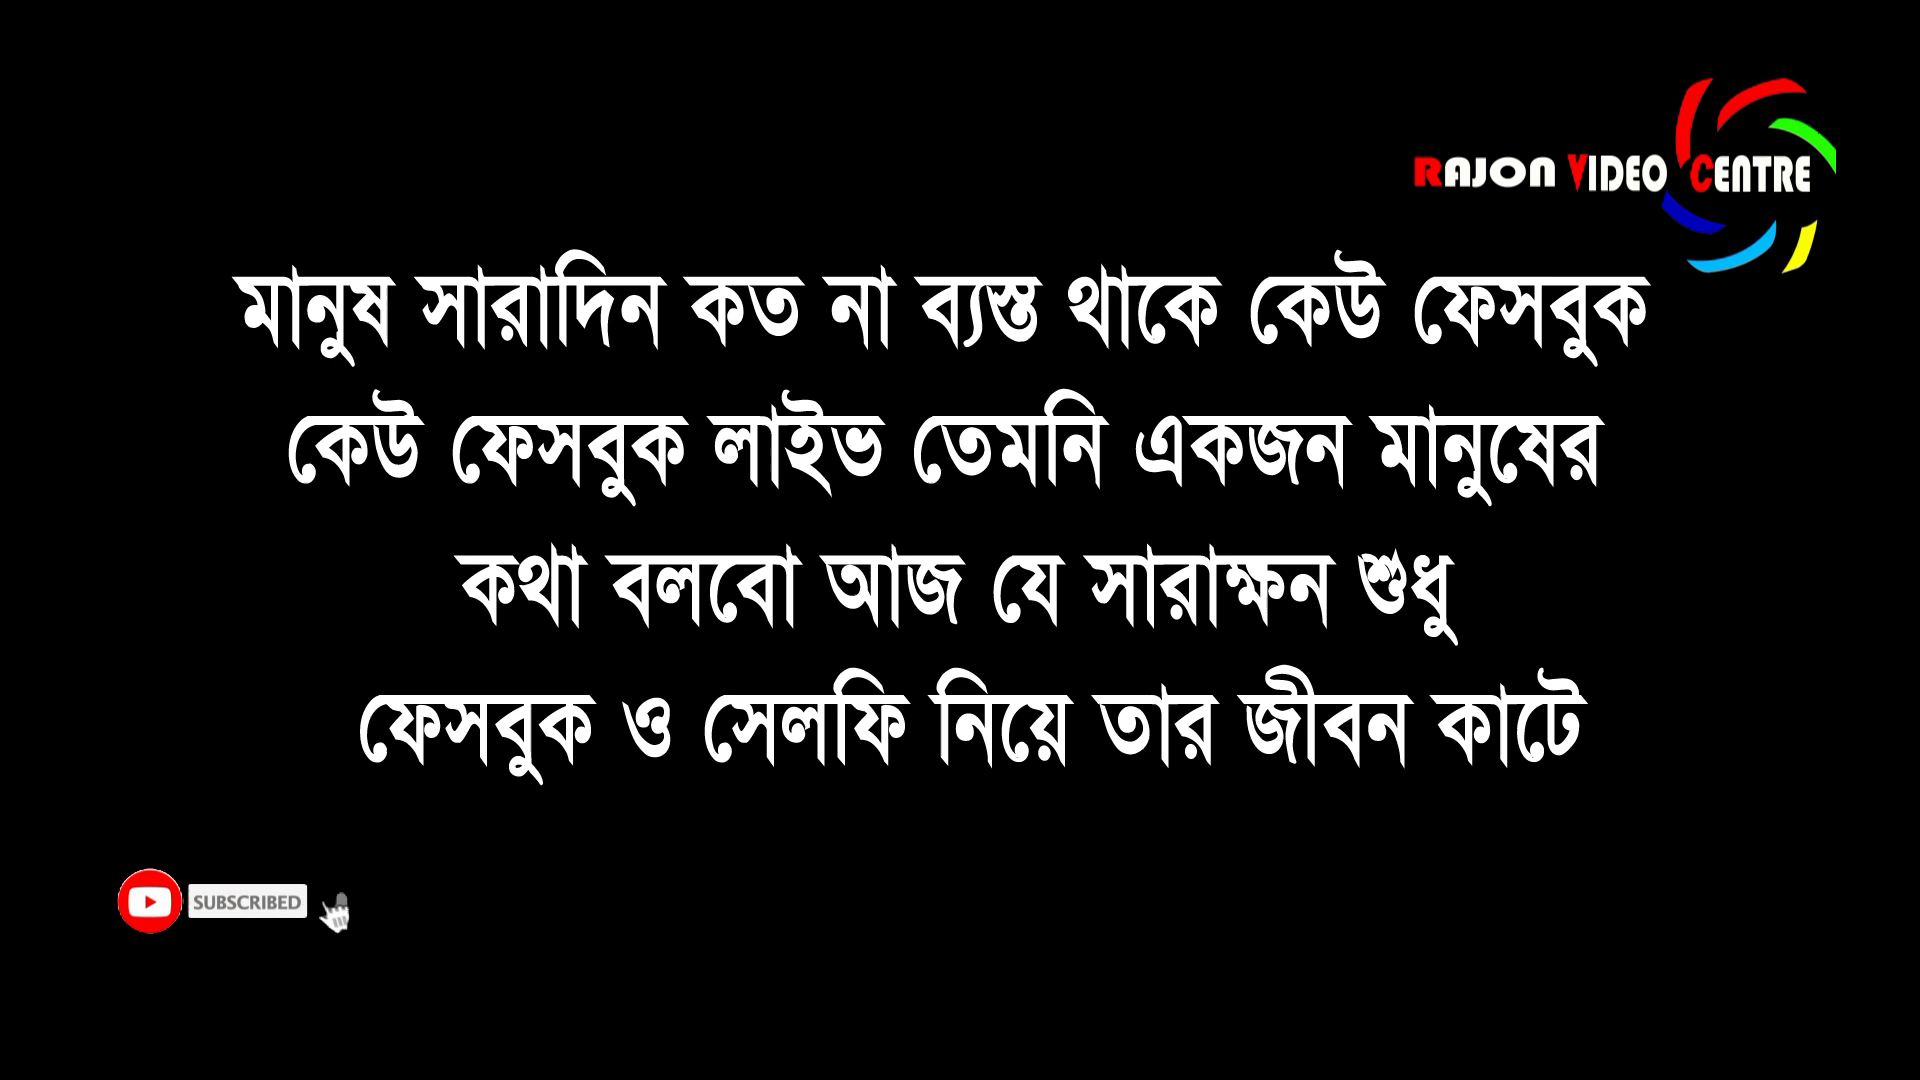 RAJON VIDEO CENTRE
মানুষ সারাদিন কত না ব্যস্ত থাকে কেউ ফেসবুক
কেউ ফেসবুক লাইভ তেমনি একজন মানুষের
কথা বলবো আজ যে সারাক্ষন শুধু
ফেসবুক ও সেলফি নিয়ে তার জীবন কাটে
SUBSCRIBED